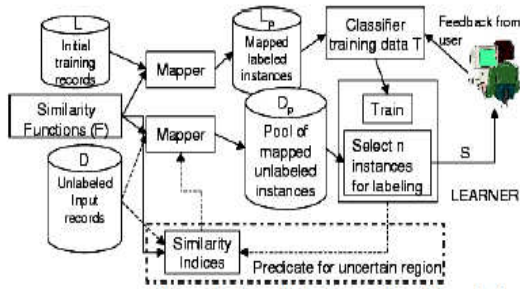 L
Initial
training
records
Similarity
Functions (F)
D
Unlabeled
Input
records
Mapper
Mapper
Lp
Mapped
labeled
instances
Dp
Pool of
mapped
unlabeled
instances
Similarity
Indices
Classifier
training data T
Train
Select n
instances
for labeling
Feedback from
user
S
LEARNER
Predicate for uncertain region